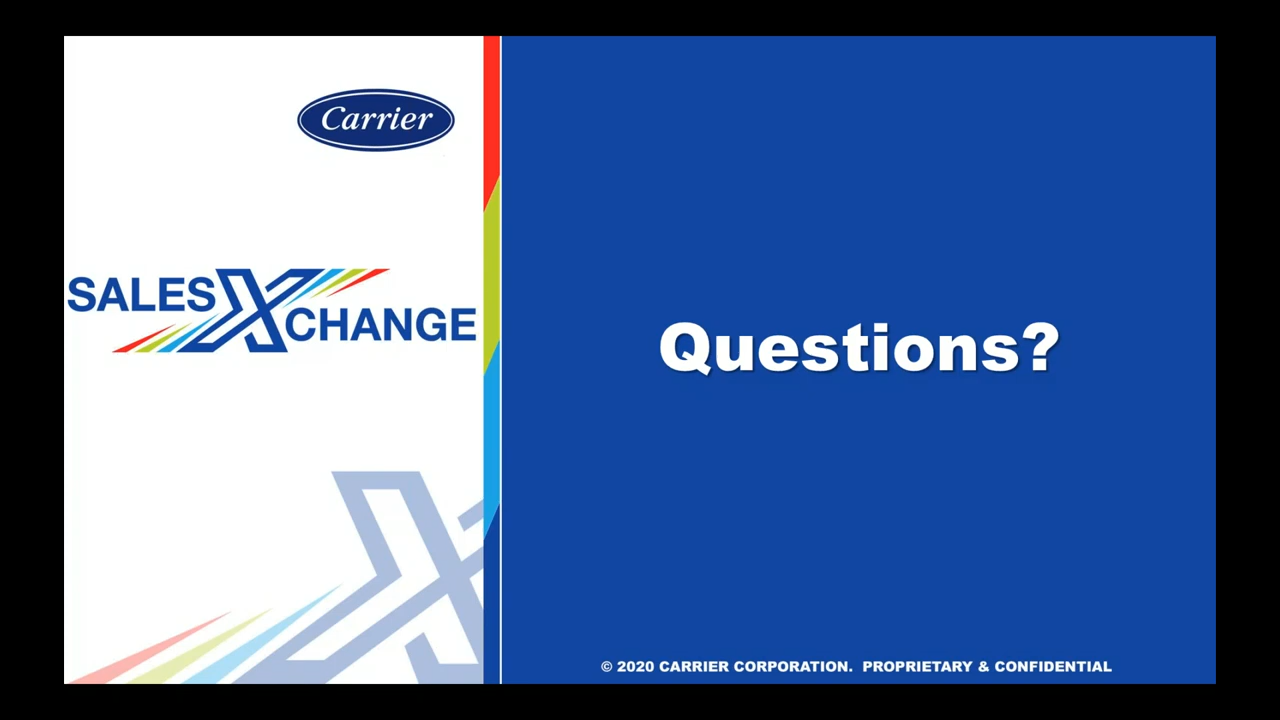 Carrier
SALES XCHANGE
Questions?
© 2020 CARRIER CORPORATION. PROPRIETARY & CONFIDENTIAL